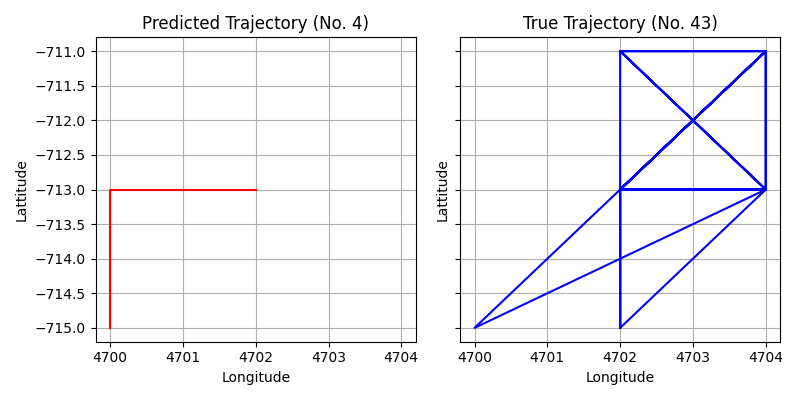 Predicted Trajectory (No. 4)
True Trajectory (No. 43)
−711.0
−711.5
−712.0
−712.5
−713.0
−713.5
−714.0
−714.5
−715.0
Lattitude
Lattitude
4700 4701 4702 4703 4704
4700 4701 4702 4703 4704
Longitude
Longitude